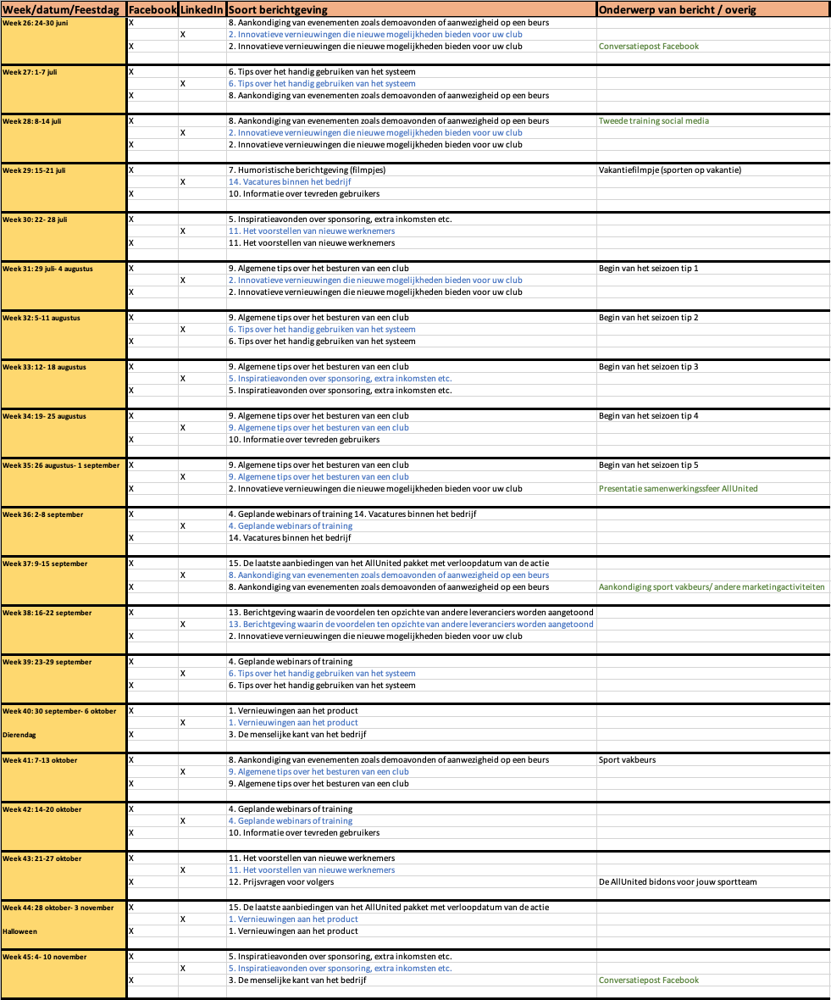 Week/datum/Feestdag Facebook LinkedIn Soort berichtgeving Onderwerp van bericht / overig
Week 26: 24-30 juni X 8. Aankondiging van evenementen zoals demoavonden of aanwezigheid op een beurs
X 2. Innovatieve vernieuwingen die nieuwe mogelijkheden bieden voor uw club
X 2. Innovatieve vernieuwingen die nieuwe mogelijkheden bieden voor uw club Conversatiepost Facebook
Week 27: 1-7 juli X 6. Tips over het handig gebruiken van het systeem
X 6. Tips over het handig gebruiken van het systeem
X 8. Aankondiging van evenementen zoals demoavonden of aanwezigheid op een beurs
Week 28: 8-14 juli X 8. Aankondiging van evenementen zoals demoavonden of aanwezigheid op een beurs Tweede training social media
X 2. Innovatieve vernieuwingen die nieuwe mogelijkheden bieden voor uw club
X 2. Innovatieve vernieuwingen die nieuwe mogelijkheden bieden voor uw club
Week 29: 15-21 juli X 7. Humoristische berichtgeving (filmpjes) Vakantiefilmpje (sporten op vakantie)
X 14. Vacatures binnen het bedrijf
X 10. Informatie over tevreden gebruikers
Week 30: 22- 28 juli X 5. Inspiratieavonden over sponsoring, extra inkomsten etc.
X 11. Het voorstellen van nieuwe werknemers
X 11. Het voorstellen van nieuwe werknemers
Week 31: 29 juli- 4 augustus X 9. Algemene tips over het besturen van een club Begin van het seizoen tip 1
X 2. Innovatieve vernieuwingen die nieuwe mogelijkheden bieden voor uw club
X 2. Innovatieve vernieuwingen die nieuwe mogelijkheden bieden voor uw club
Week 32: 5-11 augustus X 9. Algemene tips over het besturen van een club Begin van het seizoen tip 2
X 6. Tips over het handig gebruiken van het systeem
X 6. Tips over het handig gebruiken van het systeem
Week 33: 12- 18 augustus X 9. Algemene tips over het besturen van een club Begin van het seizoen tip 3
X 5. Inspiratieavonden over sponsoring, extra inkomsten etc.
X 5. Inspiratieavonden over sponsoring, extra inkomsten etc.
Week 34: 19- 25 augustus X 9. Algemene tips over het besturen van een club Begin van het seizoen tip 4
X 9. Algemene tips over het besturen van een club
X 10. Informatie over tevreden gebruikers
Week 35: 26 augustus- 1 september X 9. Algemene tips over het besturen van een club Begin van het seizoen tip 5
X 9. Algemene tips over het besturen van een club
X 2. Innovatieve vernieuwingen die nieuwe mogelijkheden bieden voor uw club Presentatie samenwerkingssfeer AllUnited
Week 36: 2-8 september X 4. Geplande webinars of training 14. Vacatures binnen het bedrijf
X 4. Geplande webinars of training
X 14. Vacatures binnen het bedrijf
Week 37: 9-15 september X 15. De laatste aanbiedingen van het AllUnited pakket met verloopdatum van de actie
X 8. Aankondiging van evenementen zoals demoavonden of aanwezigheid op een beurs
X 8. Aankondiging van evenementen zoals demoavonden of aanwezigheid op een beurs Aankondiging sport vakbeurs/ andere marketingactiviteiten
Week 38: 16-22 september X 13. Berichtgeving waarin de voordelen ten opzichte van andere leveranciers worden aangetoond
X 13. Berichtgeving waarin de voordelen ten opzichte van andere leveranciers worden aangetoond
X 2. Innovatieve vernieuwingen die nieuwe mogelijkheden bieden voor uw club
Week 39: 23-29 september X 4. Geplande webinars of training
X 6. Tips over het handig gebruiken van het systeem
X 6. Tips over het handig gebruiken van het systeem
Week 40: 30 september- 6 oktober X 1. Vernieuwingen aan het product
X 1. Vernieuwingen aan het product
Dierendag X 3. De menselijke kant van het bedrijf
Week 41: 7-13 oktober X 8. Aankondiging van evenementen zoals demoavonden of aanwezigheid op een beurs Sport vakbeurs
X 9. Algemene tips over het besturen van een club
X 9. Algemene tips over het besturen van een club
Week 42: 14-20 oktober X 4. Geplande webinars of training
X 4. Geplande webinars of training
X 10. Informatie over tevreden gebruikers
Week 43: 21-27 oktober X 11. Het voorstellen van nieuwe werknemers
X 11. Het voorstellen van nieuwe werknemers
X 12. Prijsvragen voor volgers De AllUnited bidons voor jouw sportteam
Week 44: 28 oktober- 3 november X 15. De laatste aanbiedingen van het AllUnited pakket met verloopdatum van de actie
X 1. Vernieuwingen aan het product
Halloween X 1. Vernieuwingen aan het product
Week 45: 4- 10 november X 5. Inspiratieavonden over sponsoring, extra inkomsten etc.
X 5. Inspiratieavonden over sponsoring, extra inkomsten etc.
X 3. De menselijke kant van het bedrijf Conversatiepost Facebook